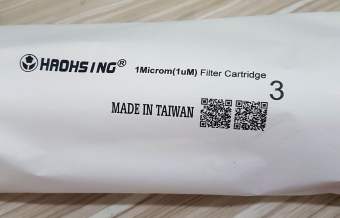 HAOHSING® 1Microm(1uM) Filter Cartridge
3
MADE IN TAIWAN